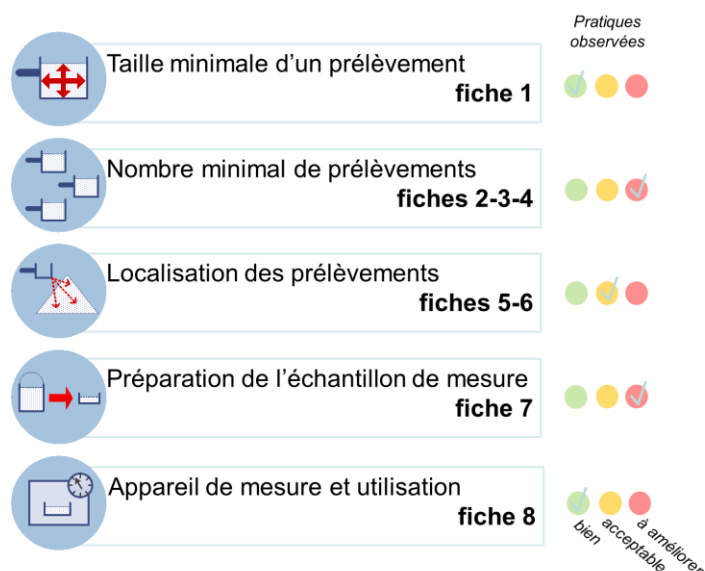 Pratiques
observées
Taille minimale d'un prélèvement
fiche 1
Nombre minimal de prélèvements
fiches 2-3-4
Localisation des prélèvements
fiches 5-6
Préparation de l'échantillon de mesure
fiche 7
Appareil de mesure et utilisation
fiche 8
bien
acceptable
à améliorer